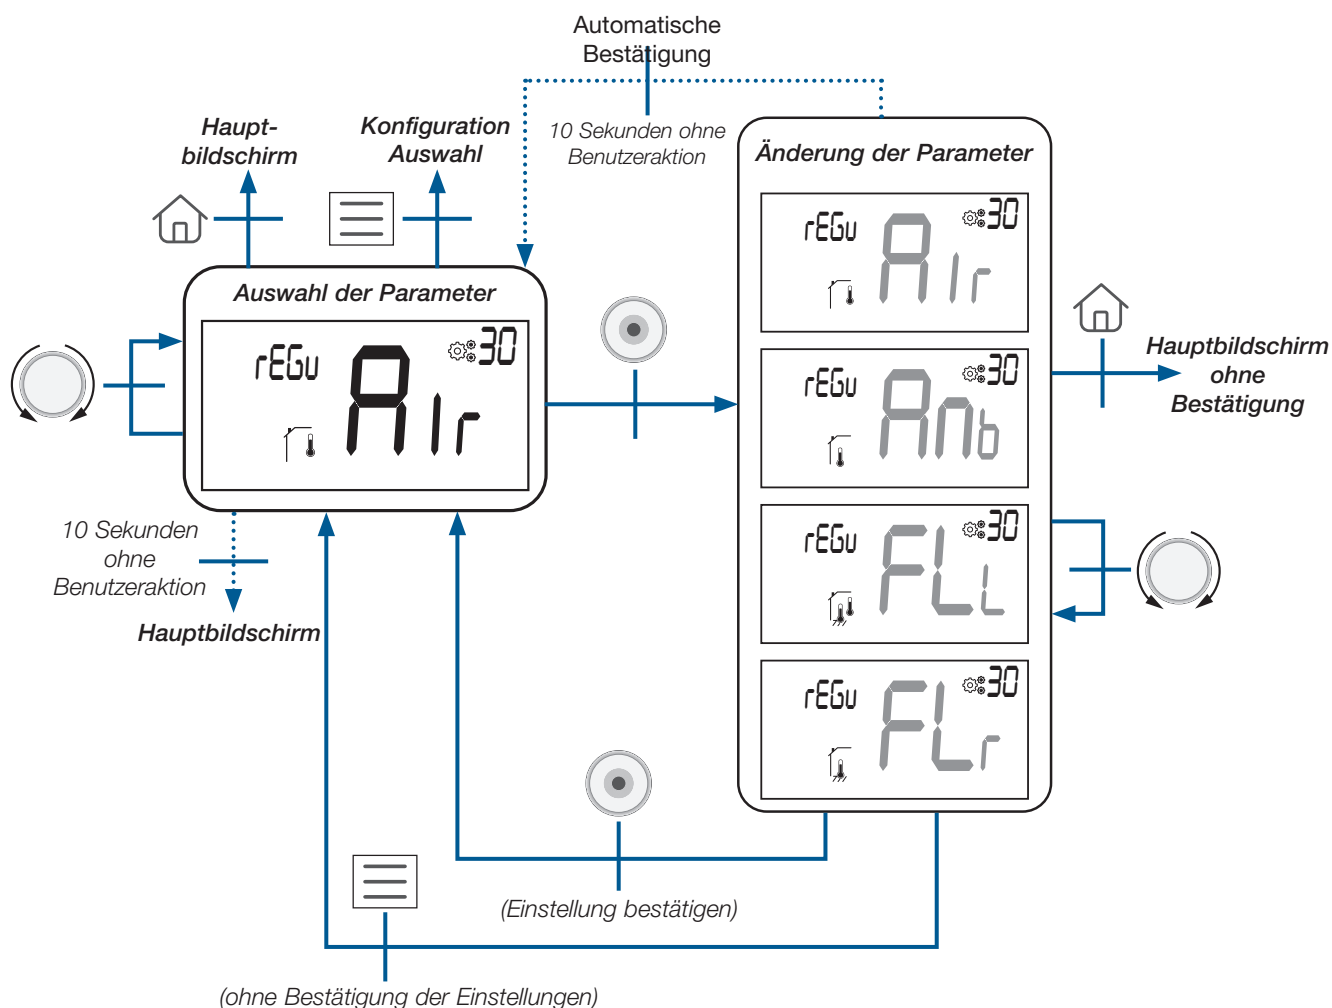 Automatische
Bestätigung
10 Sekunden ohne
Benutzeraktion
Haupt-
bildschirm
Konfiguration
Auswahl
Auswahl der Parameter
rEGu
AIr
30
10 Sekunden
ohne
Benutzeraktion
Hauptbildschirm
Änderung der Parameter
rEGu
AIr
30
rEGu
Amb
30
rEGu
FLL
30
rEGu
FLr
30
Hauptbildschirm
ohne
Bestätigung
(Einstellung bestätigen)
(ohne Bestätigung der Einstellungen)